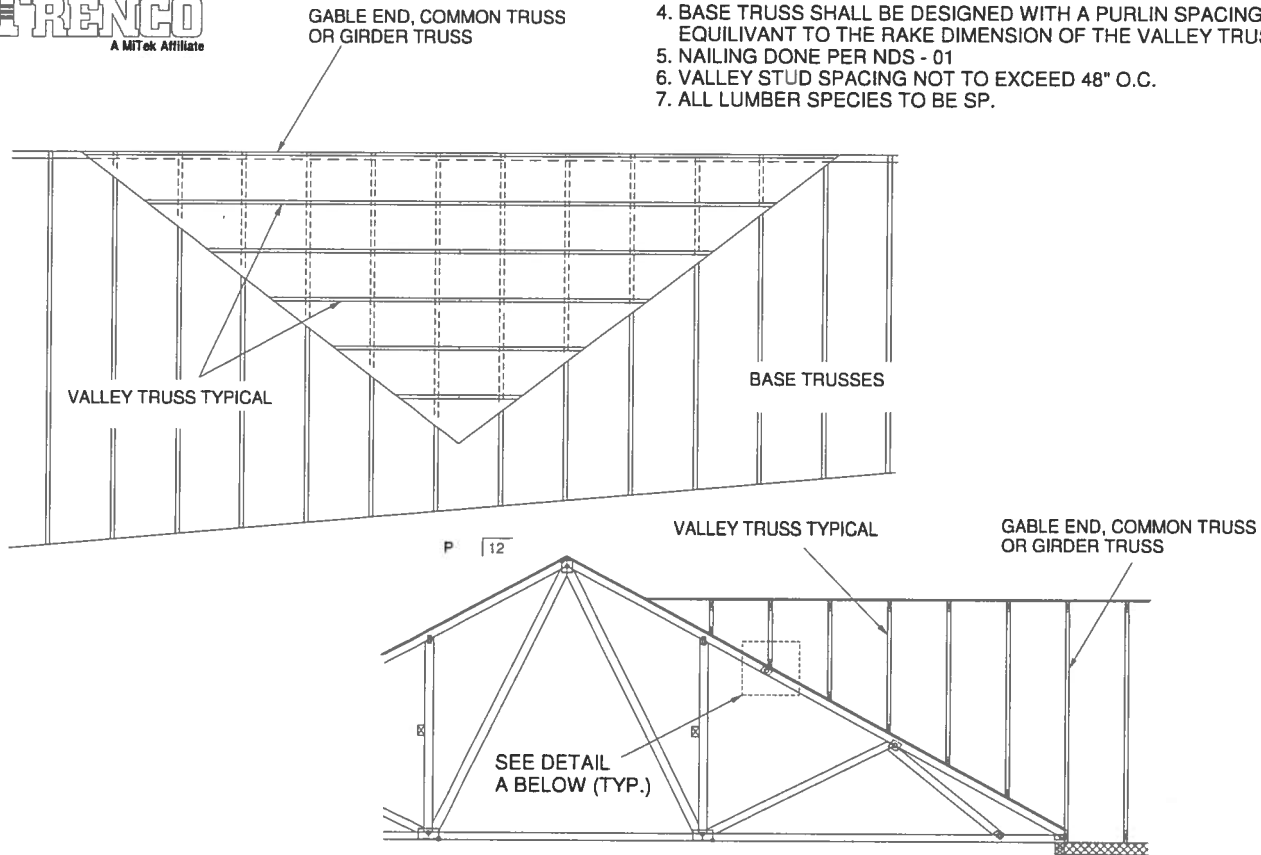 TRENCO
A MiTek Affiliate
GABLE END, COMMON TRUSS
OR GIRDER TRUSS
4. BASE TRUSS SHALL BE DESIGNED WITH A PURLIN SPACING
EQUILIVANT TO THE RAKE DIMENSION OF THE VALLEY TRUS
5. NAILING DONE PER NDS - 01
6. VALLEY STUD SPACING NOT TO EXCEED 48" O.C.
7. ALL LUMBER SPECIES TO BE SP.
VALLEY TRUSS TYPICAL
BASE TRUSSES
P 12
VALLEY TRUSS TYPICAL
GABLE END, COMMON TRUSS
OR GIRDER TRUSS
SEE DETAIL
A BELOW (TYP.)